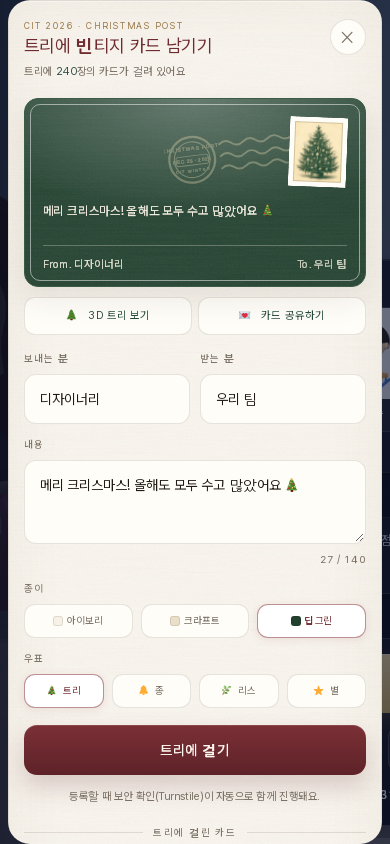 CIT 2026 · CHRISTMAS POST
트리에 빈티지 카드 남기기
트리에 240장의 카드가 걸려 있어요
메리 크리스마스! 올해도 모두 수고 많았어요 🎄
From. 디자이너리
To. 우리 팀
🎄 3D 트리 보기
💌 카드 공유하기
보내는 분
받는 분
디자이너리
우리 팀
내용
메리 크리스마스! 올해도 모두 수고 많았어요 🎄
27 / 140
종이
아이보리
크라프트
딥그린
우표
🎄 트리
🔔 종
🌿 리스
⭐ 별
트리에 걸기
등록할 때 보안 확인(Turnstile)이 자동으로 함께 진행돼요.
트리에 걸린 카드